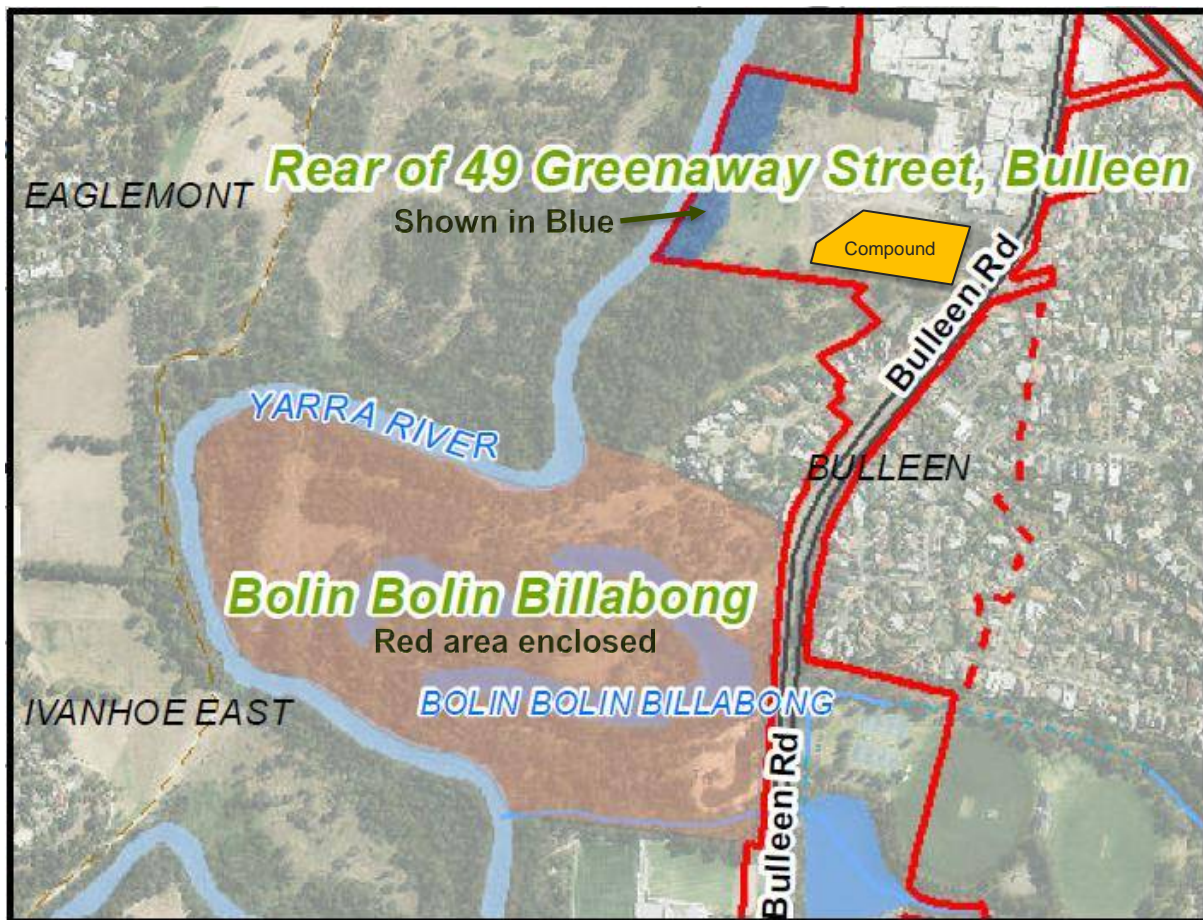 Rear of 49 Greenaway Street, Bulleen
EAGLEMONT
Shown in Blue
Compound
Bulleen Rd
YARRA RIVER
BULLEEN
Bolin Bolin Billabong
Red area enclosed
BOLIN BOLIN BILLABONG
IVANHOE EAST
Bulleen Rd